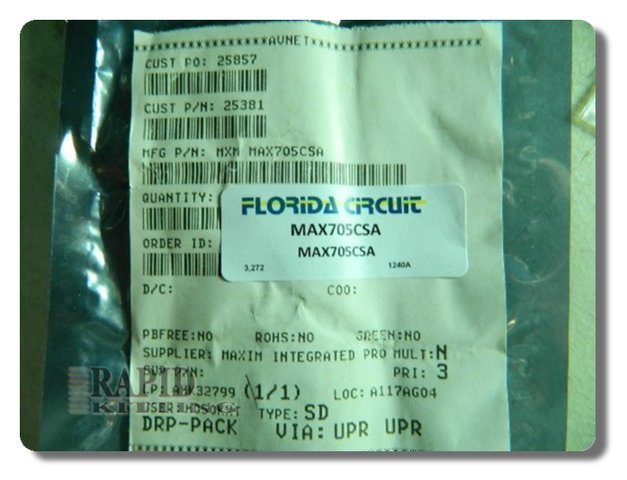 AVNET
CUST PO: 25857
CUST P/N: 25381
MFG P/N: MXM MAX705CSA
QUANTITY:
FLORIDA CIRCUIT
MAX705CSA
MAX705CSA
3,272 1240A
ORDER ID:
D/C: COO:
PBFREE:NO ROHS:NO GREEN:NO
SUPPLIER: MAXIM INTEGRATED PRO MULT:N
PRI: 3
RAPID
32799 (1/1) LOC: A117AG04
TYPE: SD
DRP-PACK VIA: UPR UPR